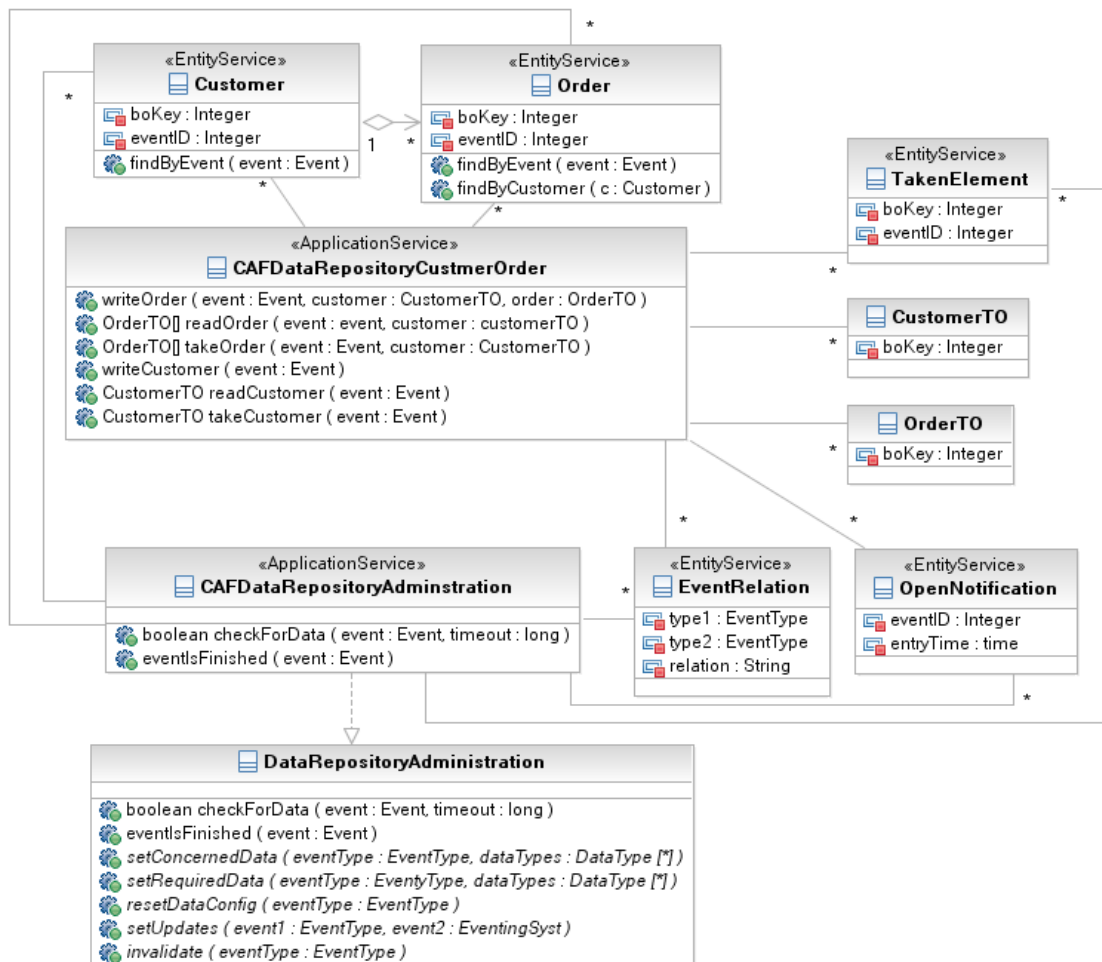 *
«EntityService»
Customer
boKey : Integer
eventID : Integer
findByEvent ( event : Event )
*
1
*
«EntityService»
Order
boKey : Integer
eventID : Integer
findByEvent ( event : Event )
findByCustomer ( c : Customer )
*
*
«EntityService»
TakenElement
boKey : Integer
eventID : Integer
*
*
«ApplicationService»
CAFDataRepositoryCustmerOrder
writeOrder ( event : Event, customer : CustomerTO, order : OrderTO )
OrderTO[] readOrder ( event : event, customer : customerTO )
OrderTO[] takeOrder ( event : Event, customer : CustomerTO )
writeCustomer ( event : Event )
CustomerTO readCustomer ( event : Event )
CustomerTO takeCustomer ( event : Event )
CustomerTO
boKey : Integer
*
OrderTO
boKey : Integer
*
*
*
«ApplicationService»
CAFDataRepositoryAdminstration
boolean checkForData ( event : Event, timeout : long )
eventIsFinished ( event : Event )
*
«EntityService»
EventRelation
type1 : EventType
type2 : EventType
relation : String
«EntityService»
OpenNotification
eventID : Integer
entryTime : time
*
DataRepositoryAdministration
boolean checkForData ( event : Event, timeout : long )
eventIsFinished ( event : Event )
setConcernedData ( eventType : EventType, dataTypes : DataType [*] )
setRequiredData ( eventType : EventyType, dataTypes : DataType [*] )
resetDataConfig ( eventType : EventType )
setUpdates ( event1 : EventType, event2 : EventingSyst )
invalidate ( eventType : EventType )